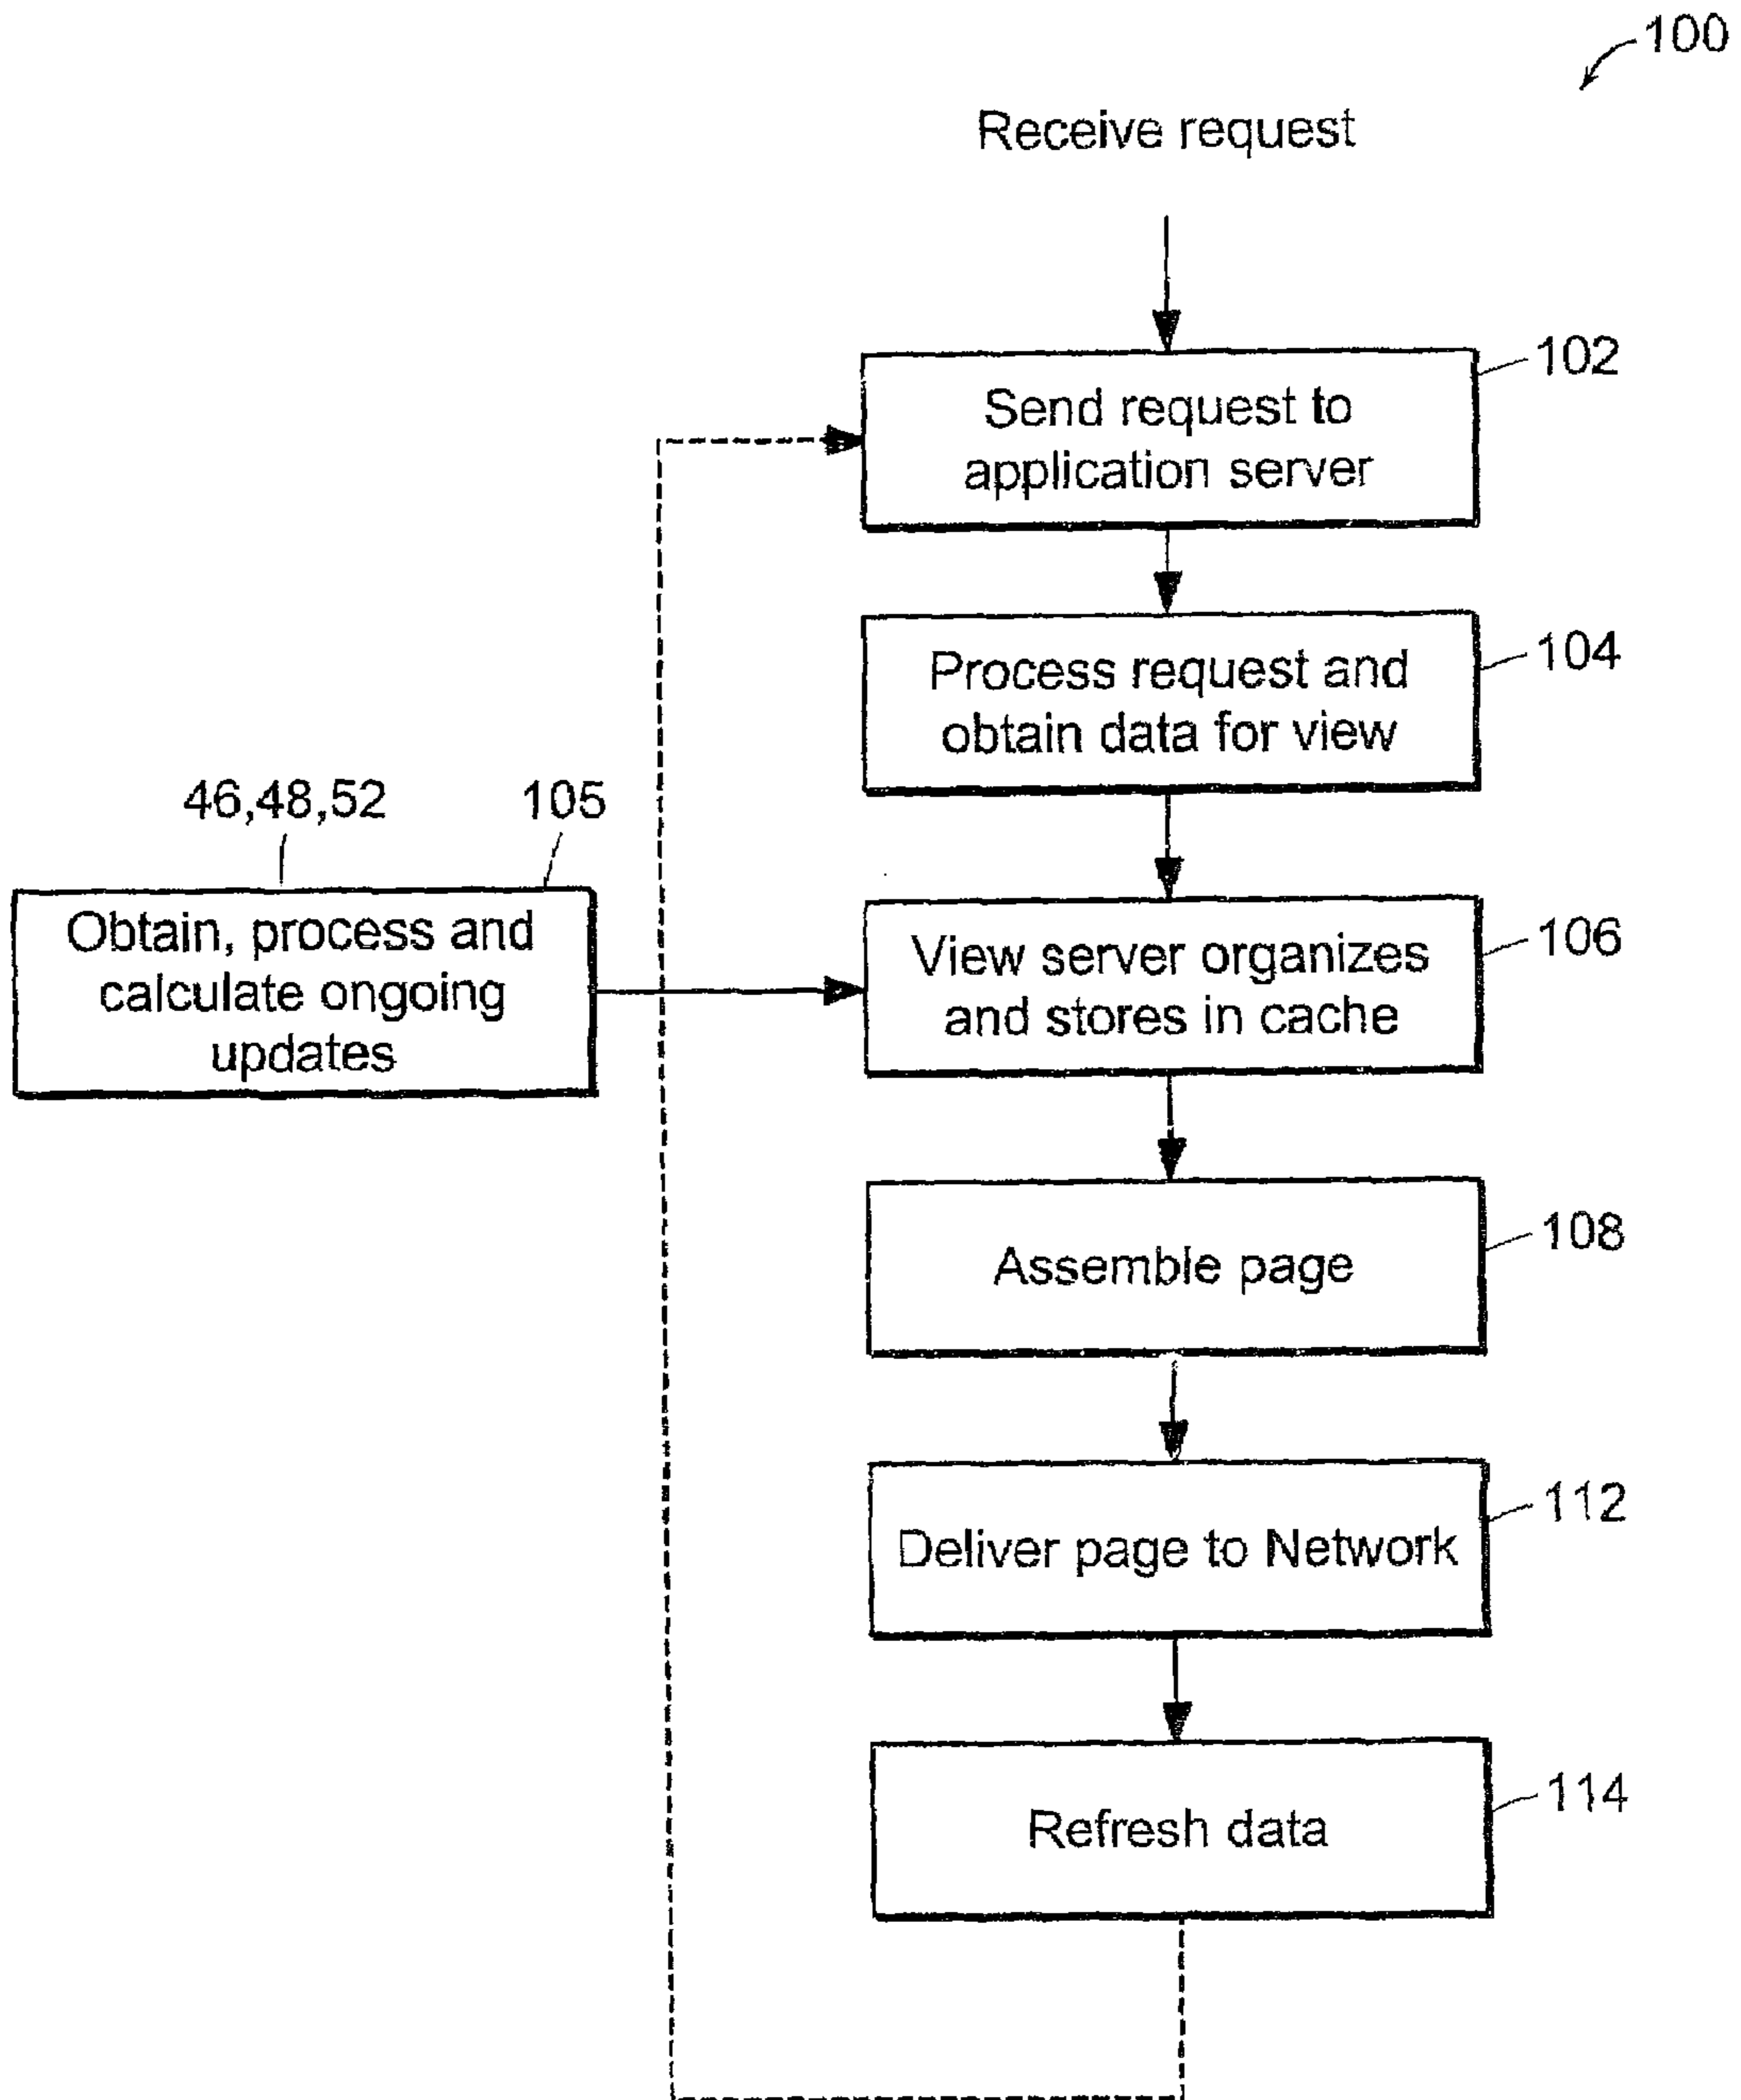 100
Receive request
102
Send request to
application server
104
Process request and
obtain data for view
46,48,52
105
Obtain, process and
calculate ongoing
updates
106
View server organizes
and stores in cache
108
Assemble page
112
Deliver page to Network
114
Refresh data